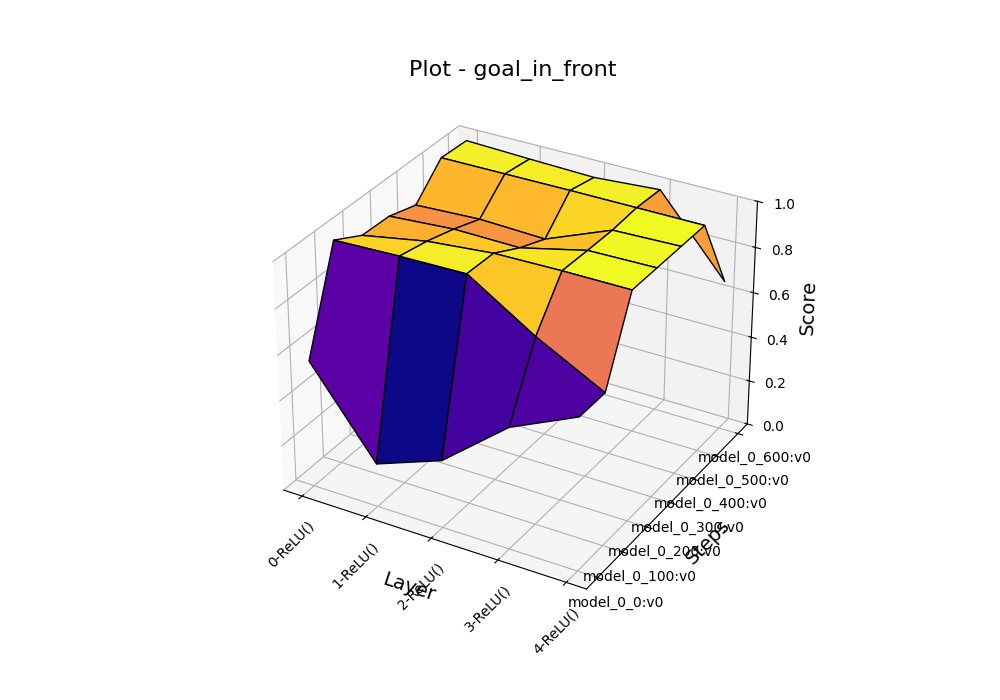 Plot - goal_in_front
1.0
0.8
0.6
0.4
0.2
0.0
Score
model_0_600:v0
model_0_500:v0
model_0_400:v0
model_0_300:v0
model_0_200:v0
model_0_100:v0
model_0_0:v0
Steps
0-ReLU()
1-ReLU()
2-ReLU()
3-ReLU()
4-ReLU()
Layer